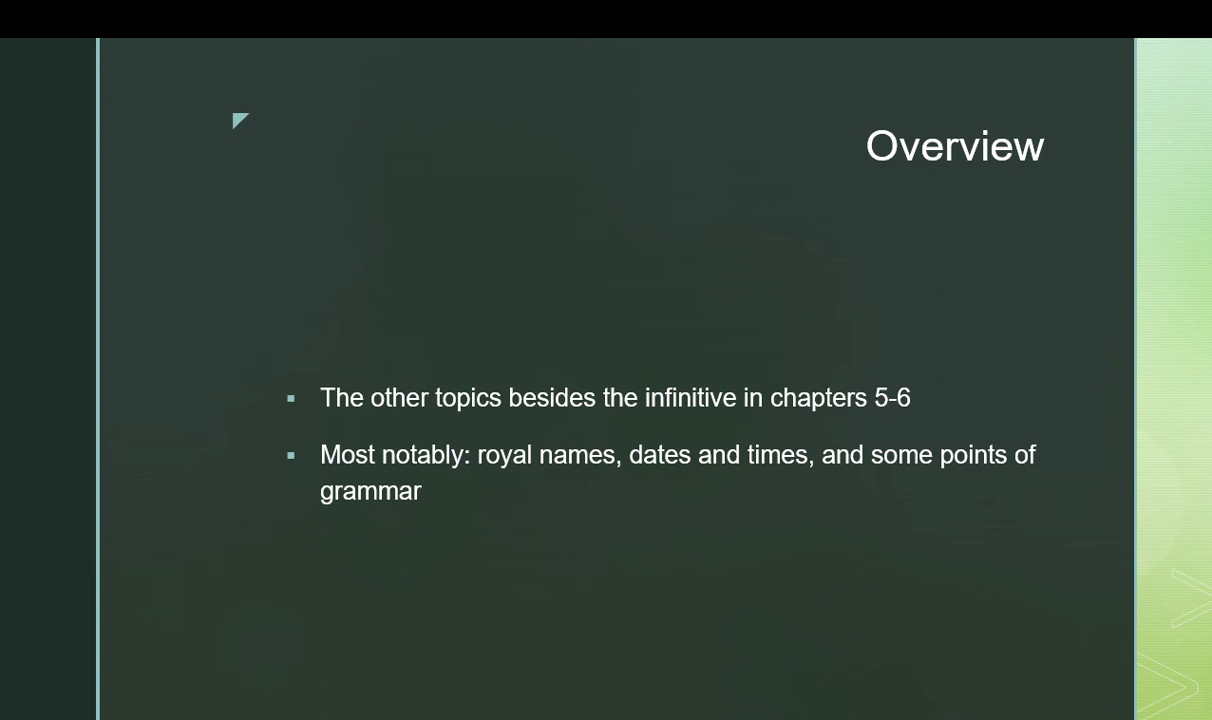 Overview
The other topics besides the infinitive in chapters 5-6
Most notably: royal names, dates and times, and some points of
grammar